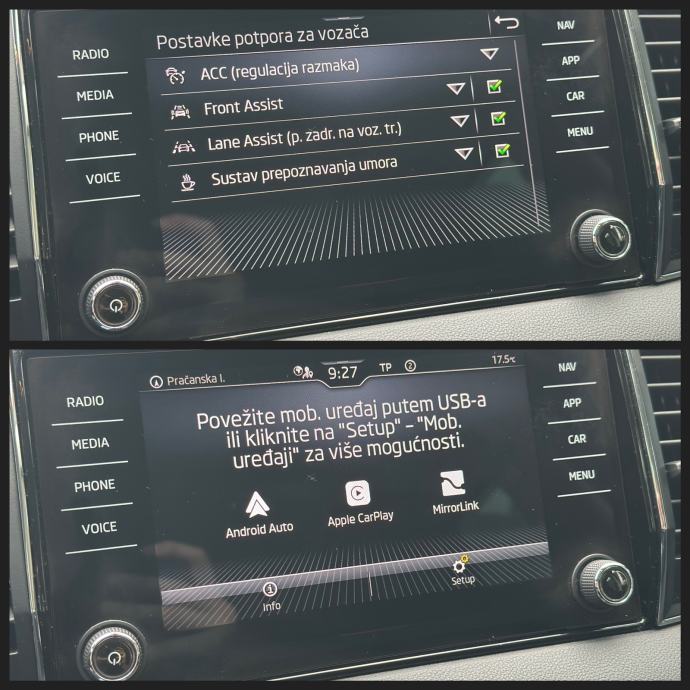 Postavke potpora za vozača
RADIO
MEDIA
PHONE
VOICE
ACC (regulacija razmaka)
Front Assist
Lane Assist (p. zadr. na voz. tr.)
Sustav prepoznavanja umora
NAV
APP
CAR
MENU
Pračanska I.
9:27
TP
2
17.5°C
RADIO
MEDIA
PHONE
VOICE
Povežite mob. uređaj putem USB-a
ili kliknite na "Setup" - "Mob.
uređaji" za više mogućnosti.
Android Auto
Apple CarPlay
MirrorLink
Info
Setup
NAV
APP
CAR
MENU